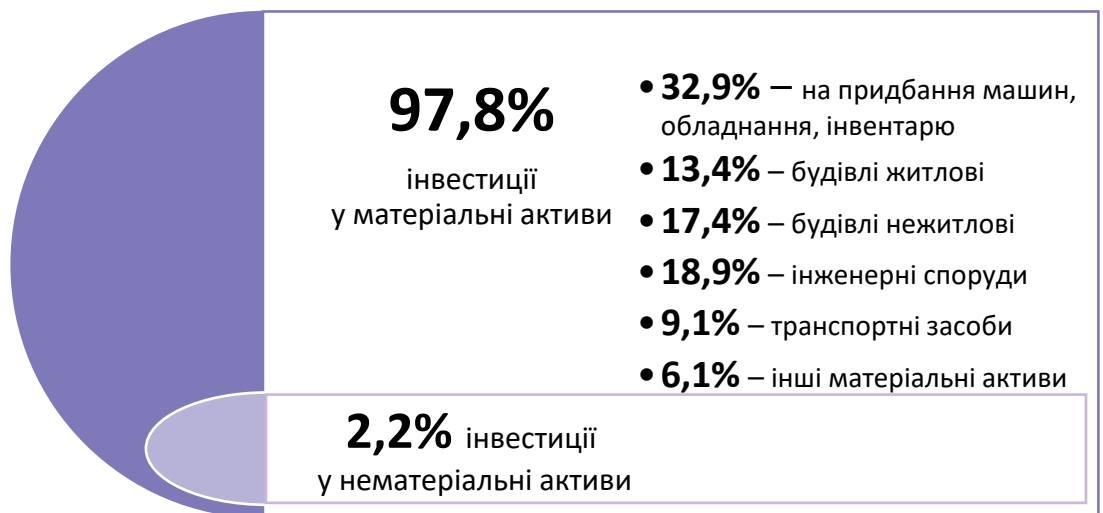 97,8%
інвестиції
у матеріальні активи
• 32,9% – на придбання машин,
обладнання, інвентарю
• 13,4% – будівлі житлові
• 17,4% – будівлі нежитлові
• 18,9% – інженерні споруди
• 9,1% – транспортні засоби
• 6,1% – інші матеріальні активи
2,2% інвестиції
у нематеріальні активи